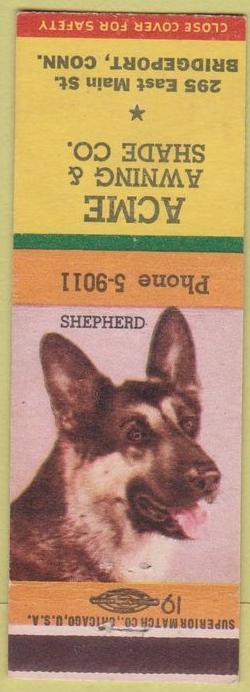 CLOSE COVER FOR SAFETY
295 East Main St.
BRIDGEPORT, CONN.
★
ACME
AWNING &
SHADE CO.
Phone 5-9011
SHEPHERD
19
SUPERIOR MATCH CO., CHICAGO, U.S.A.